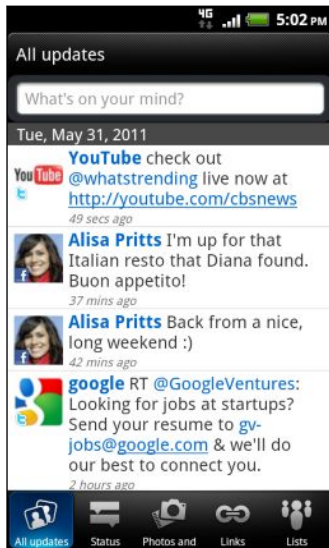 4G 5:02 PM
All updates
What's on your mind?
Tue, May 31, 2011
YouTube check out
@whatstrending live now at
http://youtube.com/cbsnews
49 secs ago
You Tube
Alisa Pritts I'm up for that
Italian resto that Diana found.
Buon appetito!
37 mins ago
Alisa Pritts Back from a nice,
long weekend :)
42 mins ago
google RT @GoogleVentures:
Looking for jobs at startups?
Send your resume to gv-
jobs@google.com & we'll do
our best to connect you.
2 hours ago
All updates Status Photos and Links Lists